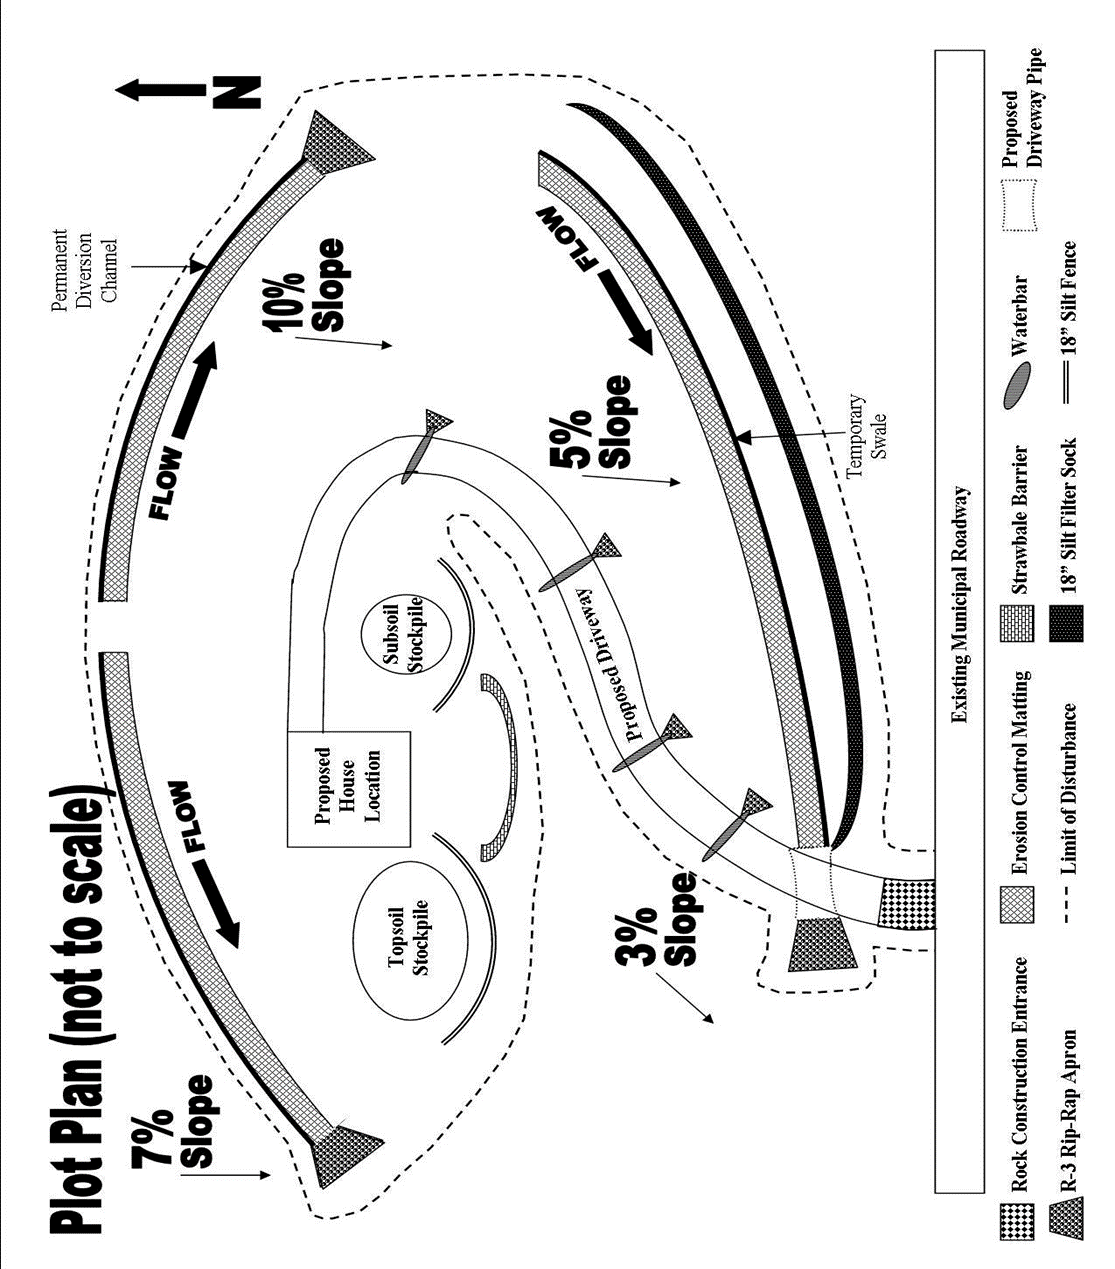 Plot Plan (not to scale)
N
Permanent
Diversion
Channel
7%
Slope
FLOW
FLOW
10%
Slope
Proposed
House
Location
Topsoil
Stockpile
Subsoil
Stockpile
FLOW
5%
Slope
Proposed Driveway
3%
Slope
Temporary
Swale
Existing Municipal Roadway
Rock Construction Entrance
Erosion Control Matting
Strawbale Barrier
Waterbar
Proposed
Driveway Pipe
R-3 Rip-Rap Apron
Limit of Disturbance
18” Silt Filter Sock
18” Silt Fence